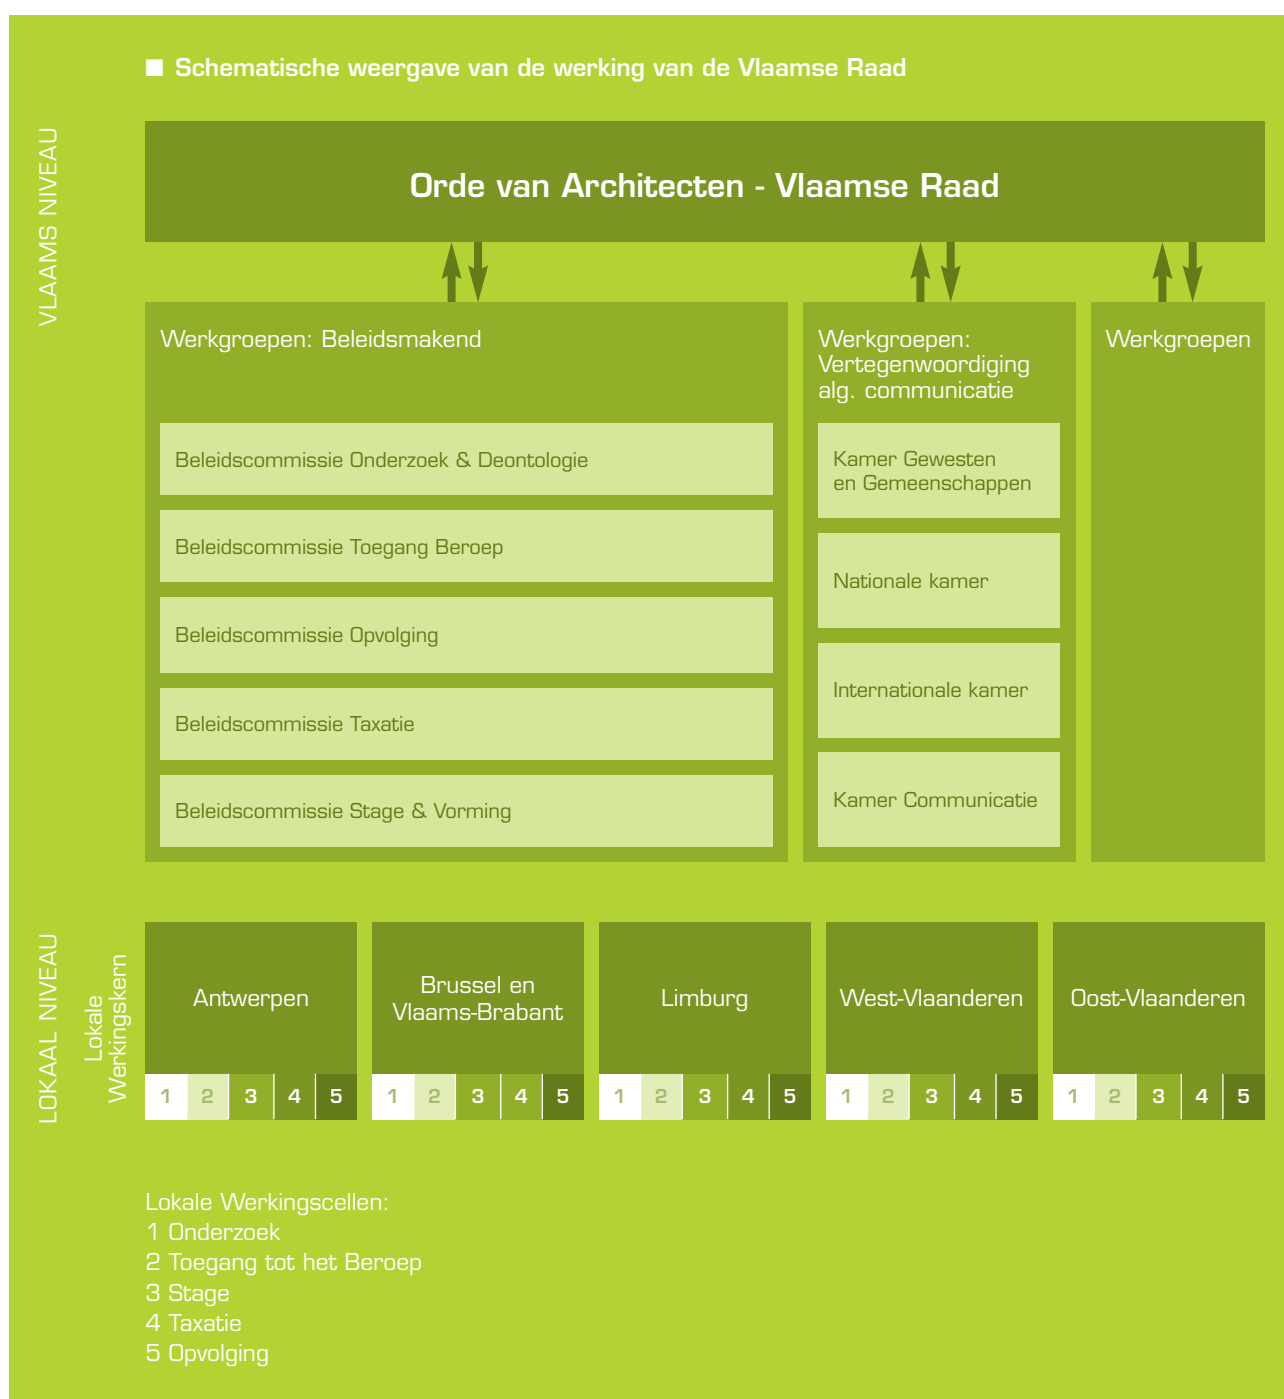 Schematische weergave van de werking van de Vlaamse Raad
VLAAMS NIVEAU
Orde van Architecten - Vlaamse Raad
Werkgroepen: Beleidsmakend
Beleidscommissie Onderzoek & Deontologie
Beleidscommissie Toegang Beroep
Beleidscommissie Opvolging
Beleidscommissie Taxatie
Beleidscommissie Stage & Vorming
Werkgroepen:
Vertegenwoordiging
alg. communicatie
Kamer Gewesten
en Gemeenschappen
Nationale kamer
Internationale kamer
Kamer Communicatie
Werkgroepen
LOKAAL NIVEAU
Lokale
Werkingskern
Antwerpen
1 2 3 4 5
Brussel en
Vlaams-Brabant
1 2 3 4 5
Limburg
1 2 3 4 5
West-Vlaanderen
1 2 3 4 5
Oost-Vlaanderen
1 2 3 4 5
Lokale Werkingscellen:
1 Onderzoek
2 Toegang tot het Beroep
3 Stage
4 Taxatie
5 Opvolging